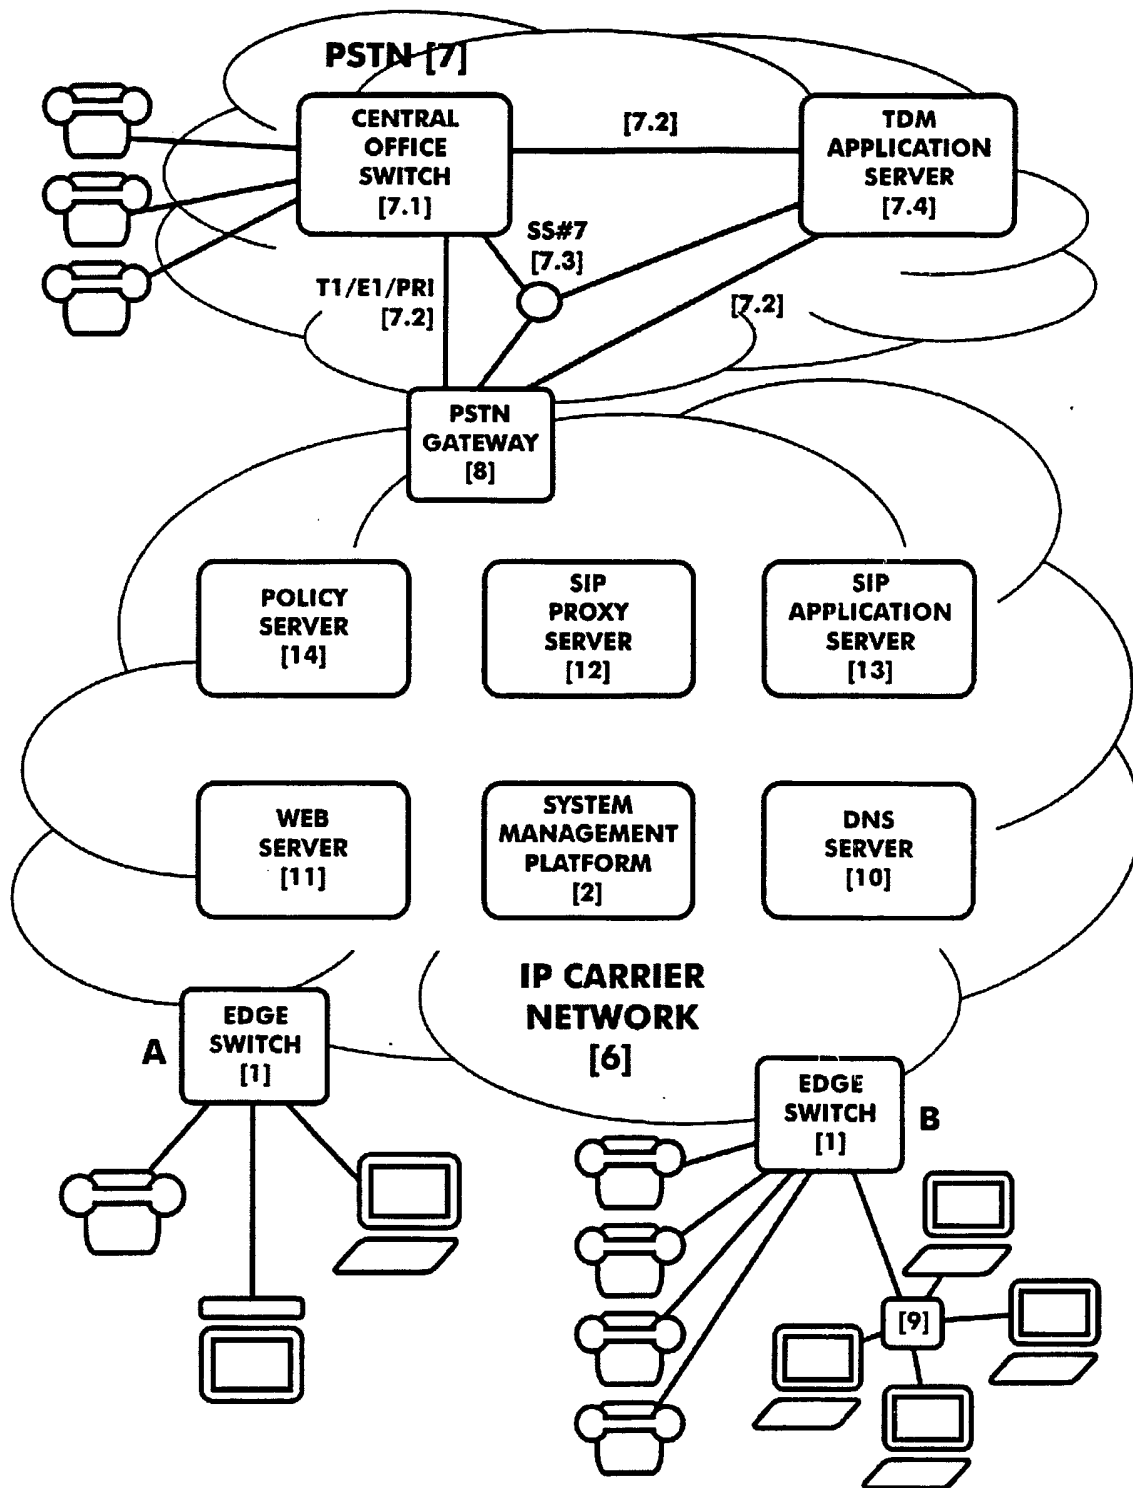 PSTN [7]
CENTRAL
OFFICE
SWITCH
[7.1]
[7.2]
TDM
APPLICATION
SERVER
[7.4]
SS#7
[7.3]
T1/E1/PRI
[7.2]
[7.2]
PSTN
GATEWAY
[8]
POLICY
SERVER
[14]
SIP
PROXY
SERVER
[12]
SIP
APPLICATION
SERVER
[13]
WEB
SERVER
[11]
SYSTEM
MANAGEMENT
PLATFORM
[2]
DNS
SERVER
[10]
IP CARRIER
NETWORK
[6]
A
EDGE
SWITCH
[1]
EDGE
SWITCH
[1]
B
[9]